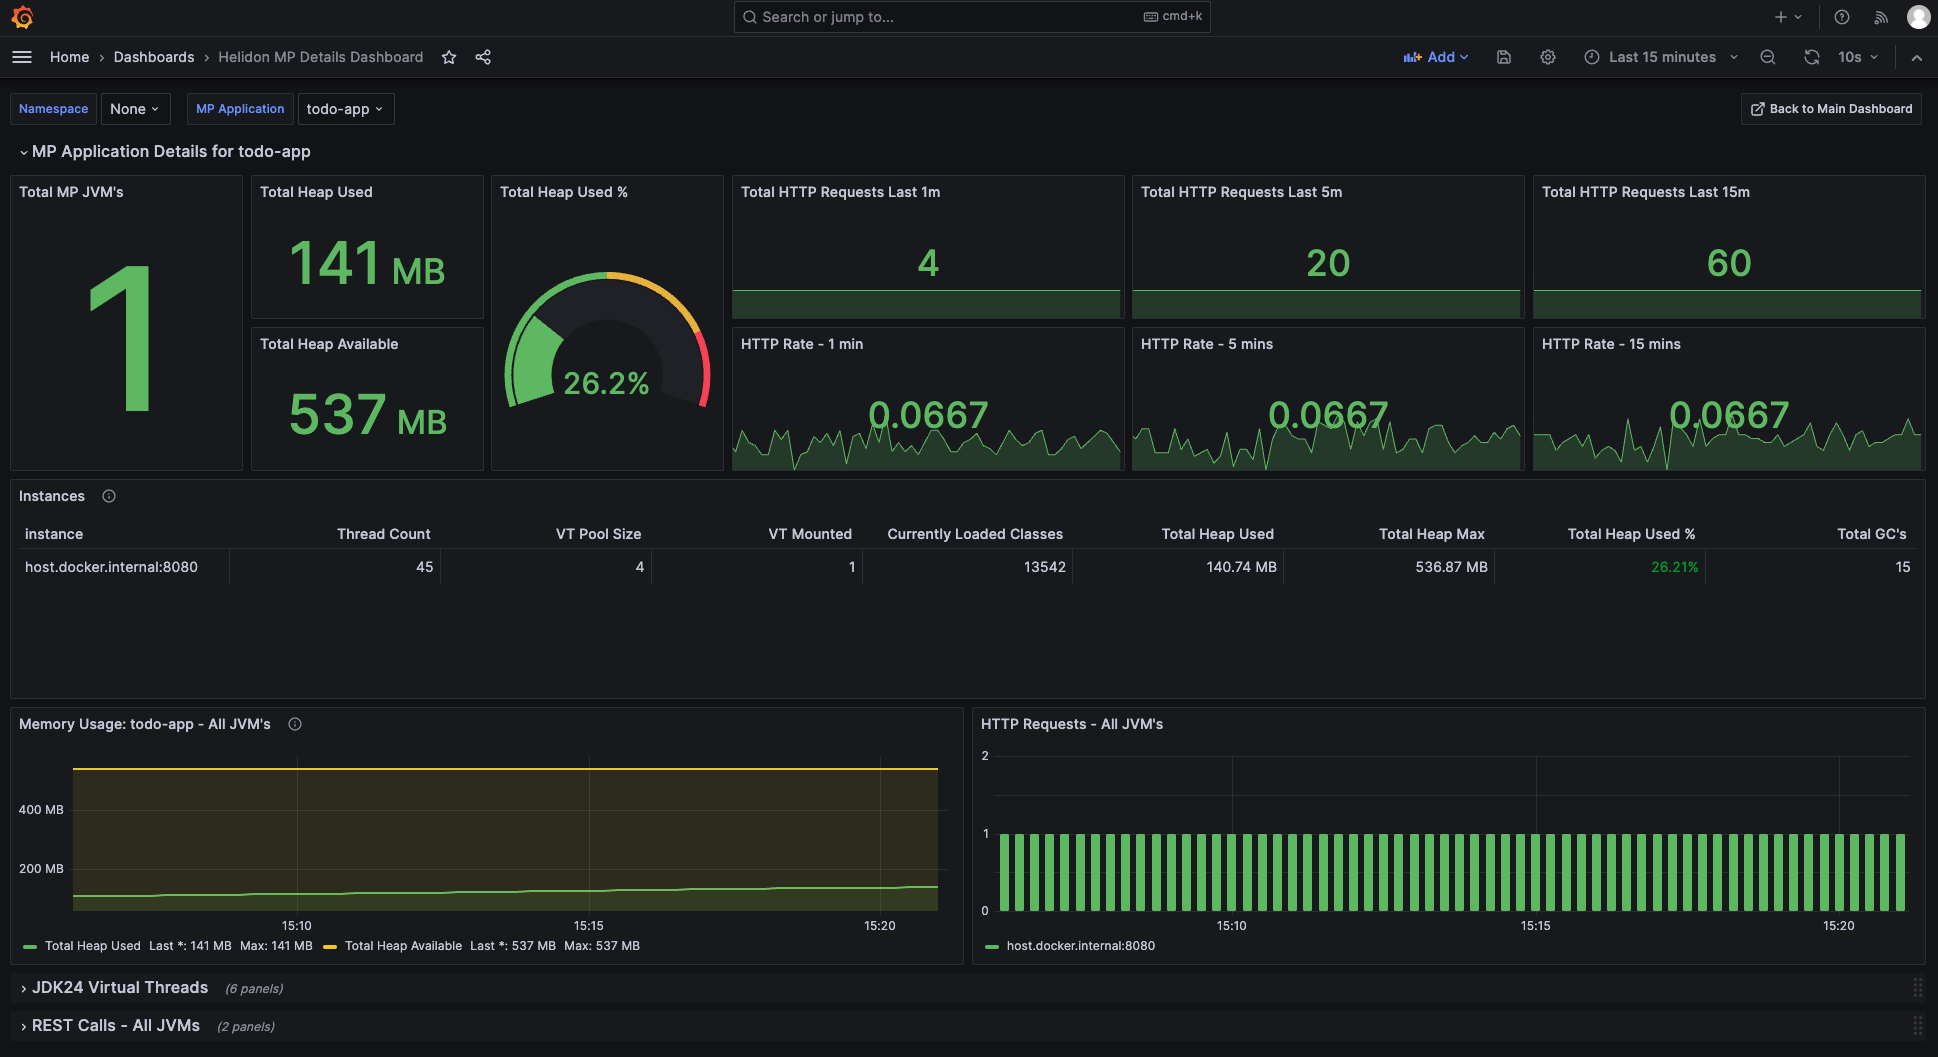 Search or jump to... cmd+k
Home › Dashboards › Helidon MP Details Dashboard Add Last 15 minutes 10s
Namespace None MP Application todo-app Back to Main Dashboard
MP Application Details for todo-app
Total MP JVM's
1
Total Heap Used
141 MB
Total Heap Available
537 MB
Total Heap Used %
26.2%
Total HTTP Requests Last 1m
4
Total HTTP Requests Last 5m
20
Total HTTP Requests Last 15m
60
HTTP Rate - 1 min
0.0667
HTTP Rate - 5 mins
0.0667
HTTP Rate - 15 mins
0.0667
Instances
instance Thread Count VT Pool Size VT Mounted Currently Loaded Classes Total Heap Used Total Heap Max Total Heap Used % Total GC's
host.docker.internal:8080 45 4 1 13542 140.74 MB 536.87 MB 26.21% 15
Memory Usage: todo-app - All JVM's
400 MB
200 MB
15:10 15:15 15:20
Total Heap Used Last *: 141 MB Max: 141 MB Total Heap Available Last *: 537 MB Max: 537 MB
HTTP Requests - All JVM's
2
1
0
15:10 15:15 15:20
host.docker.internal:8080
JDK24 Virtual Threads (6 panels)
REST Calls - All JVMs (2 panels)